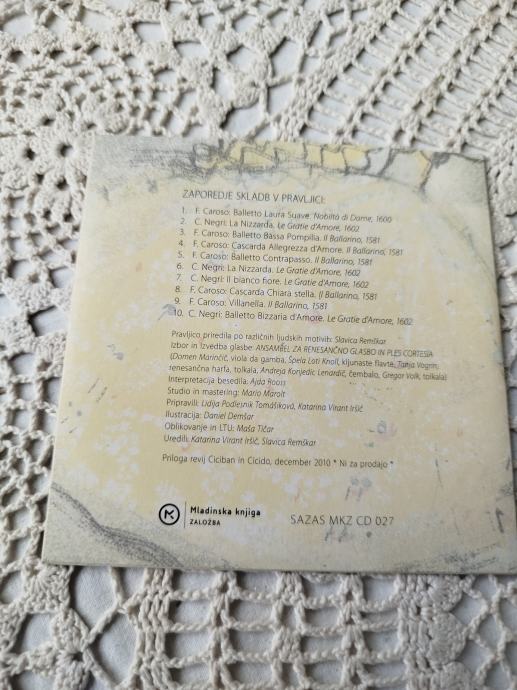 ZAPOREDJE SKLADB V PRAVLJICI:
1. F. Caroso: Balletto Laura Suave. Nobiltà di Dame, 1600
2. C. Negri: La Nizzarda. Le Gratie d'Amore, 1602
3. F. Caroso: Balletto Bassa Pompilia. Il Ballarino, 1581
4. F. Caroso: Cascarda Allegrezza d'Amore. Il Ballarino, 1581
5. F. Caroso: Balletto Contrapasso. Il Ballarino, 1581
6. C. Negri: La Nizzarda. Le Gratie d'Amore, 1602
7. C. Negri: Il bianco fiore. Le Gratie d'Amore, 1602
8. F. Caroso: Cascarda Chiara stella. Il Ballarino, 1581
9. F. Caroso: Villanella. Il Ballarino, 1581
10. C. Negri: Balletto Bizzaria d'Amore. Le Gratie d'Amore, 1602
Pravljico priredila po različnih ljudskih motivih: Slavica Remškar
Izbor in izvedba glasbe: ANSAMBEL ZA RENESANČNO GLASBO IN PLES CORTESIA
(Domen Marinčič, viola da gamba, Špela Loti Knoll, kljunaste flavte, Tanja Vogrin,
renesančna harfa, tolkala, Andreja Konjedic Lenardič, čembalo, Gregor Volk, tolkala)
Interpretacija besedila: Ajda Rooss
Studio in mastering: Mario Marolt
Pripravili: Lidija Podlesnik Tomášiková, Katarina Virant Iršič
Ilustracija: Daniel Demšar
Oblikovanje in LTU: Maša Tičar
Uredili: Katarina Virant Iršič, Slavica Remškar
Priloga revij Ciciban in Cicido, december 2010 * Ni za prodajo *
Mladinska knjiga
ZALOŽBA
SAZAS MKZ CD 027